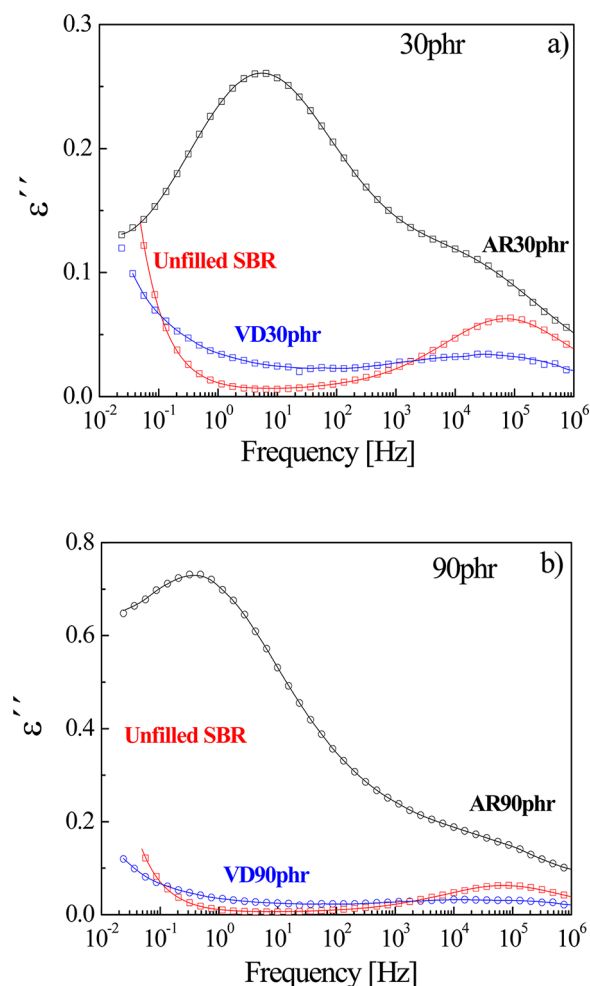 30phr
a)
0.3
0.2
0.1
0.0
ε´´
Unfilled SBR
AR30phr
VD30phr
10⁻² 10⁻¹ 10⁰ 10¹ 10² 10³ 10⁴ 10⁵ 10⁶
Frequency [Hz]
90phr
b)
0.8
0.6
0.4
0.2
0.0
ε´´
Unfilled SBR
AR90phr
VD90phr
10⁻² 10⁻¹ 10⁰ 10¹ 10² 10³ 10⁴ 10⁵ 10⁶
Frequency [Hz]